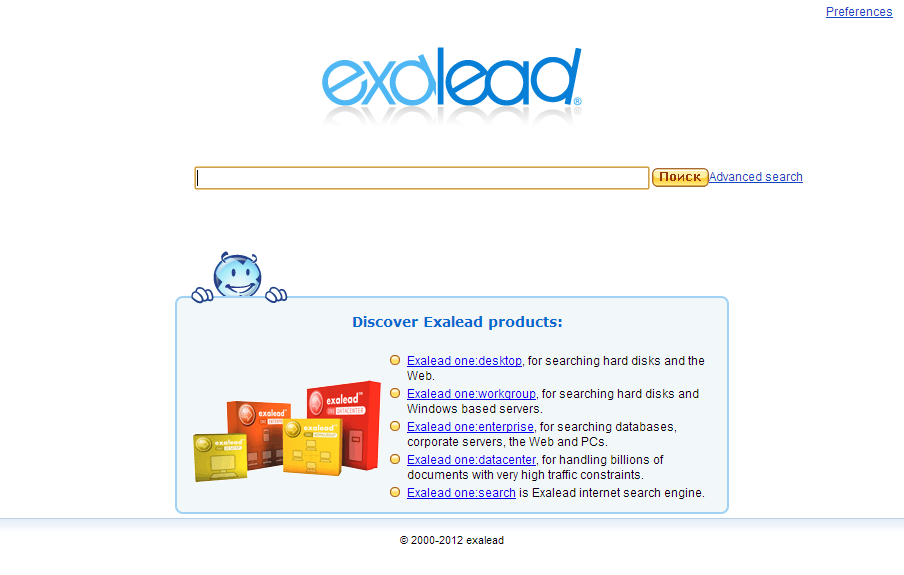 Preferences
exalead®
Поиск Advanced search
Discover Exalead products:
Exalead one:desktop, for searching hard disks and the
Web.
Exalead one:workgroup, for searching hard disks and
Windows based servers.
Exalead one:enterprise, for searching databases,
corporate servers, the Web and PCs.
Exalead one:datacenter, for handling billions of
documents with very high traffic constraints.
Exalead one:search is Exalead internet search engine.
exalead™
ONE DATACENTER
exalead
exalead
exalead
© 2000-2012 exalead